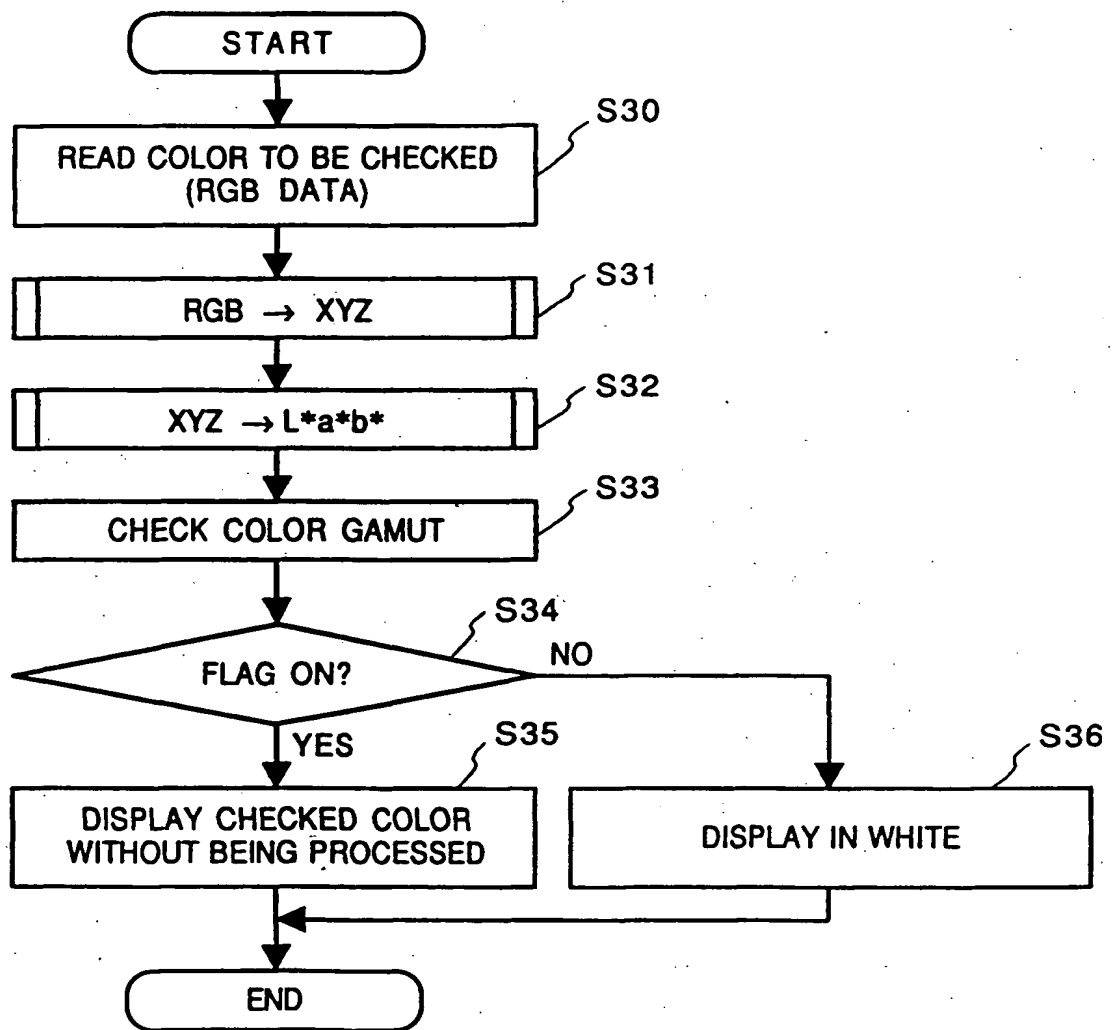 START
S30
READ COLOR TO BE CHECKED
(RGB DATA)
S31
RGB → XYZ
S32
XYZ → L*a*b*
S33
CHECK COLOR GAMUT
S34
FLAG ON?
NO
YES
S35
S36
DISPLAY CHECKED COLOR
WITHOUT BEING PROCESSED
DISPLAY IN WHITE
END